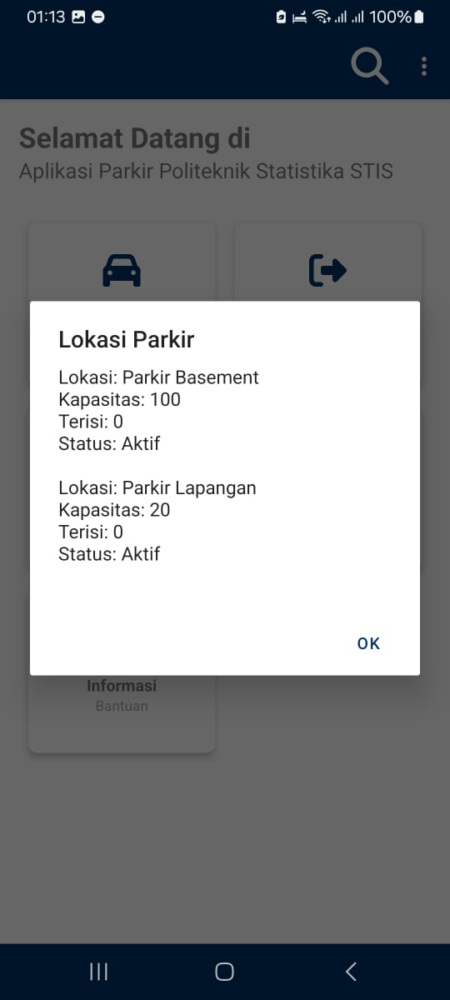 01:13
100%
Selamat Datang di
Aplikasi Parkir Politeknik Statistika STIS
Lokasi Parkir
Lokasi: Parkir Basement
Kapasitas: 100
Terisi: 0
Status: Aktif
Lokasi: Parkir Lapangan
Kapasitas: 20
Terisi: 0
Status: Aktif
OK
Informasi
Bantuan